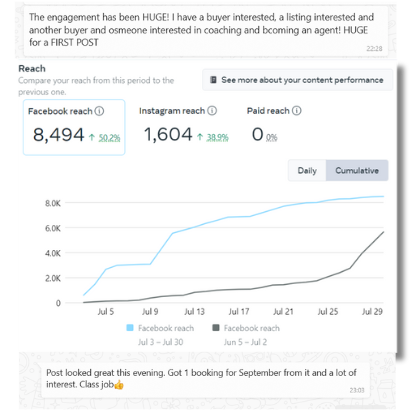 The engagement has been HUGE! I have a buyer interested, a listing interested and
another buyer and osmeone interested in coaching and bcoming an agent! HUGE
for a FIRST POST
22:28
Reach
Compare your reach from this period to the
previous one.
See more about your content performance
Facebook reach
8,494 ↑ 50.2%
Instagram reach
1,604 ↑ 38.9%
Paid reach
0 0%
Daily Cumulative
8.0K
6.0K
4.0K
2.0K
0
Jul 5 Jul 9 Jul 13 Jul 17 Jul 21 Jul 25 Jul 29
Facebook reach Facebook reach
Jul 3 – Jul 30 Jun 5 – Jul 2
Post looked great this evening. Got 1 booking for September from it and a lot of
interest. Class job👍
23:03